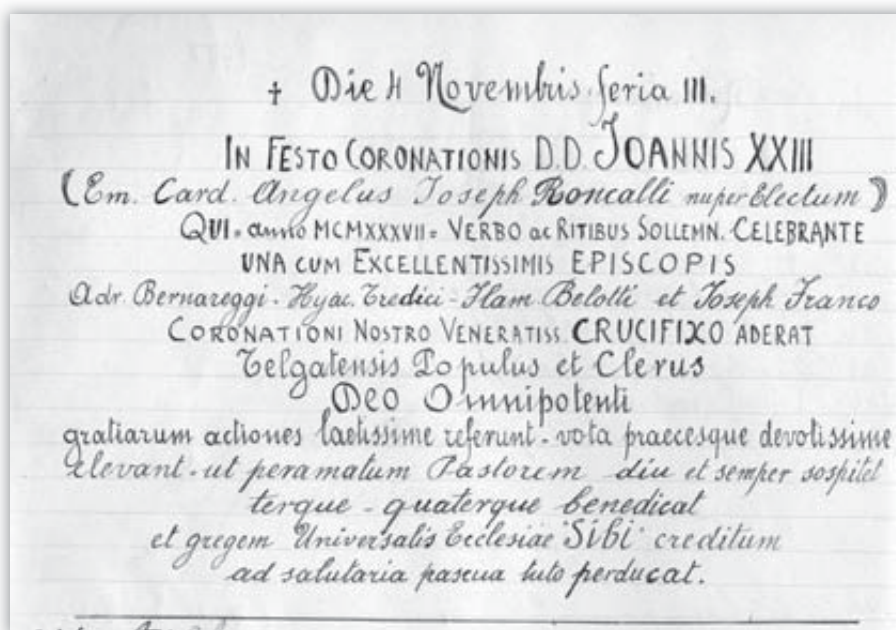 † Die 4 Novembris feria III.
IN FESTO CORONATIONIS D.D. JOANNIS XXIII
(Em. Card. Angelus Joseph Roncalli nuper Electum)
QUI = anno MCMXXXVII = VERBO ac RITIBUS SOLLEMN. CELEBRANTE
UNA CUM EXCELLENTISSIMIS EPISCOPIS
Adr. Bernareggi - Hyac. Tredici - Flam. Belotti et Joseph Franco
CORONATIONI NOSTRO VENERATISS. CRUCIFIXO ADERAT
Telgatensis Populus et Clerus
Deo Omnipotenti
gratiarum actiones laetissime referunt - vota praecesque devotissime
elevant - ut peramatum Pastorem diu et semper sospitet
terque - quaterque benedicat
et gregem Universalis Ecclesiae "Sibi" creditum
ad salutaria pascua tuto perducat.